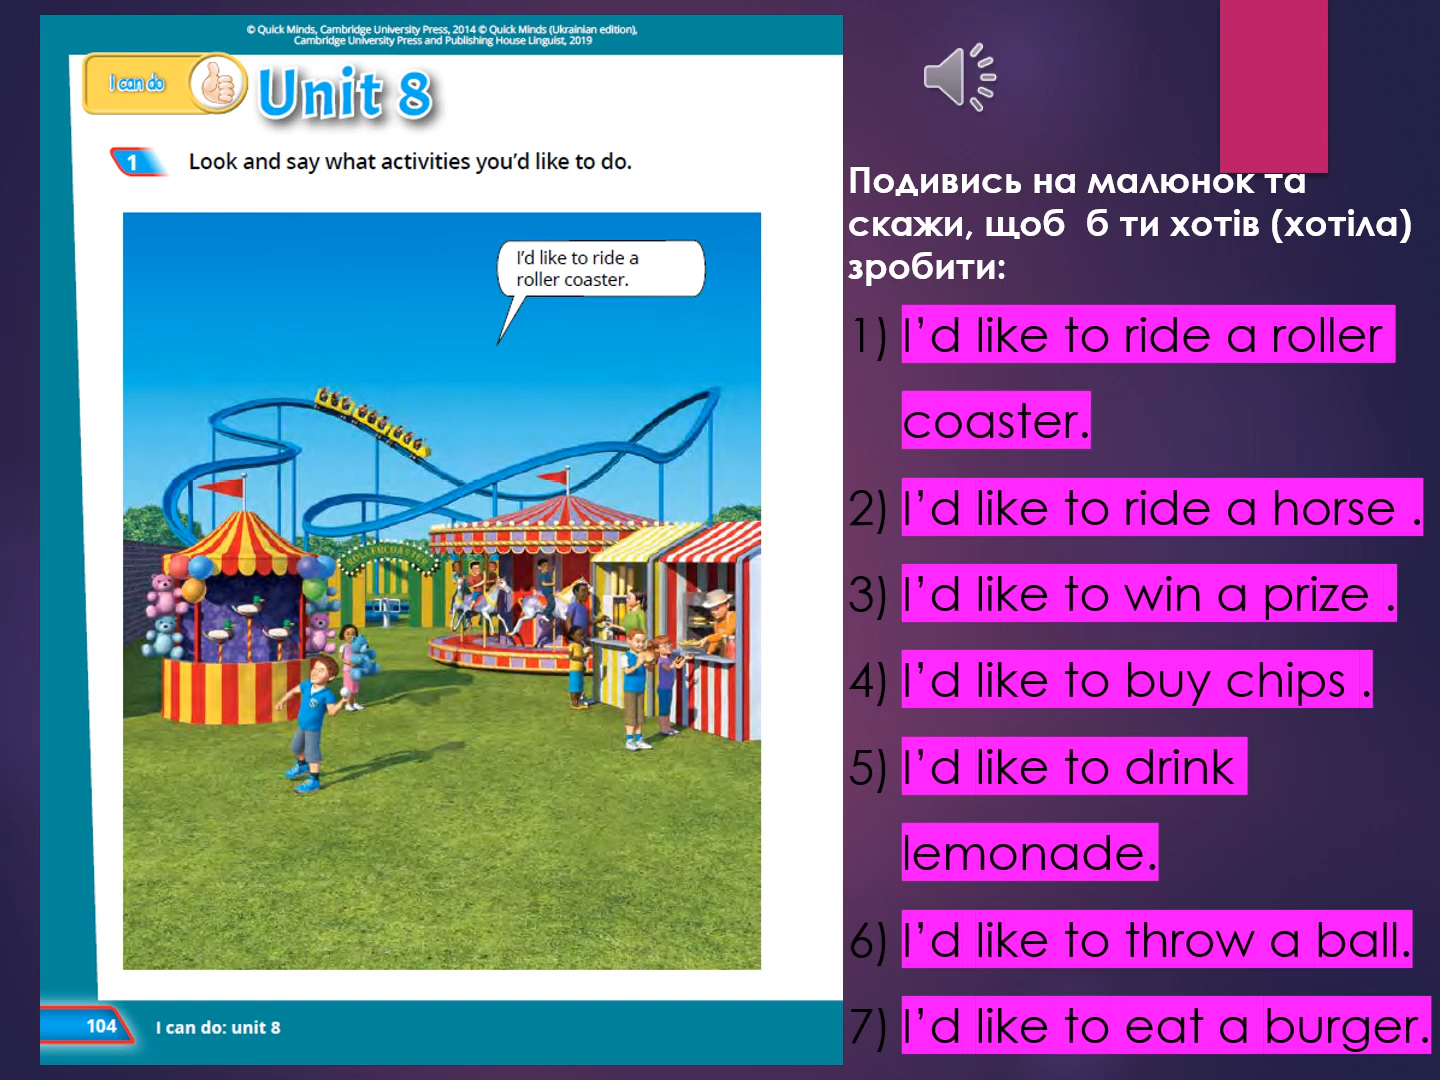 © Quick Minds, Cambridge University Press, 2014 © Quick Minds (Ukrainian edition),
Cambridge University Press and Publishing House Linguist, 2019
I can do
Unit 8
1 Look and say what activities you’d like to do.
I’d like to ride a
roller coaster.
ROLLERCOASTER
104 I can do: unit 8
Подивись на малюнок та
скажи, щоб б ти хотів (хотіла)
зробити:
1) I’d like to ride a roller
coaster.
2) I’d like to ride a horse .
3) I’d like to win a prize .
4) I’d like to buy chips .
5) I’d like to drink
lemonade.
6) I’d like to throw a ball.
7) I’d like to eat a burger.